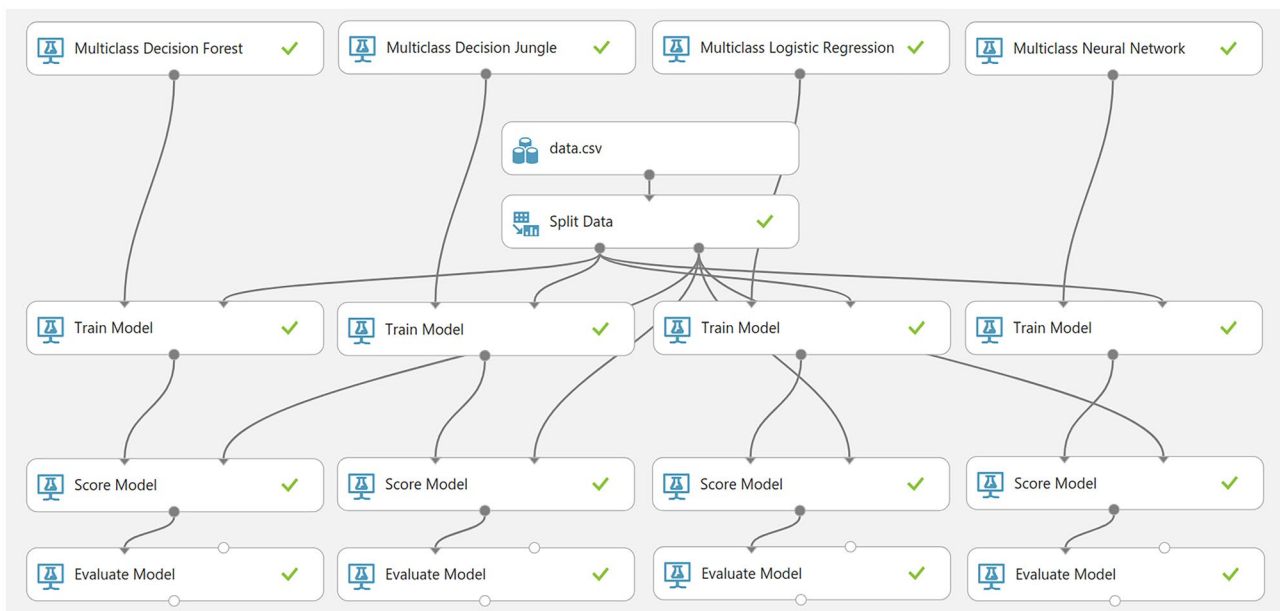 Multiclass Decision Forest
Multiclass Decision Jungle
Multiclass Logistic Regression
Multiclass Neural Network
data.csv
Split Data
Train Model
Train Model
Train Model
Train Model
Score Model
Score Model
Score Model
Score Model
Evaluate Model
Evaluate Model
Evaluate Model
Evaluate Model